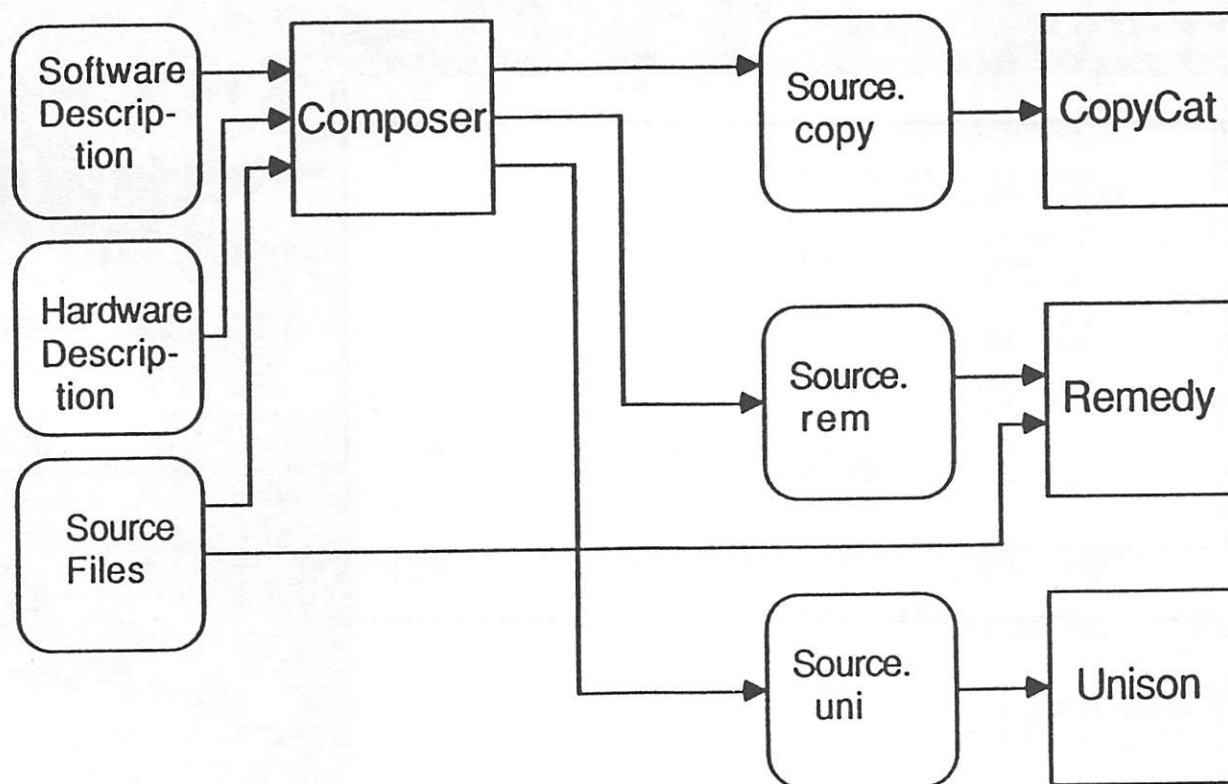 Software
Descrip-
tion
Composer
Source.
copy
CopyCat
Hardware
Descrip-
tion
Source.
rem
Remedy
Source
Files
Source.
uni
Unison